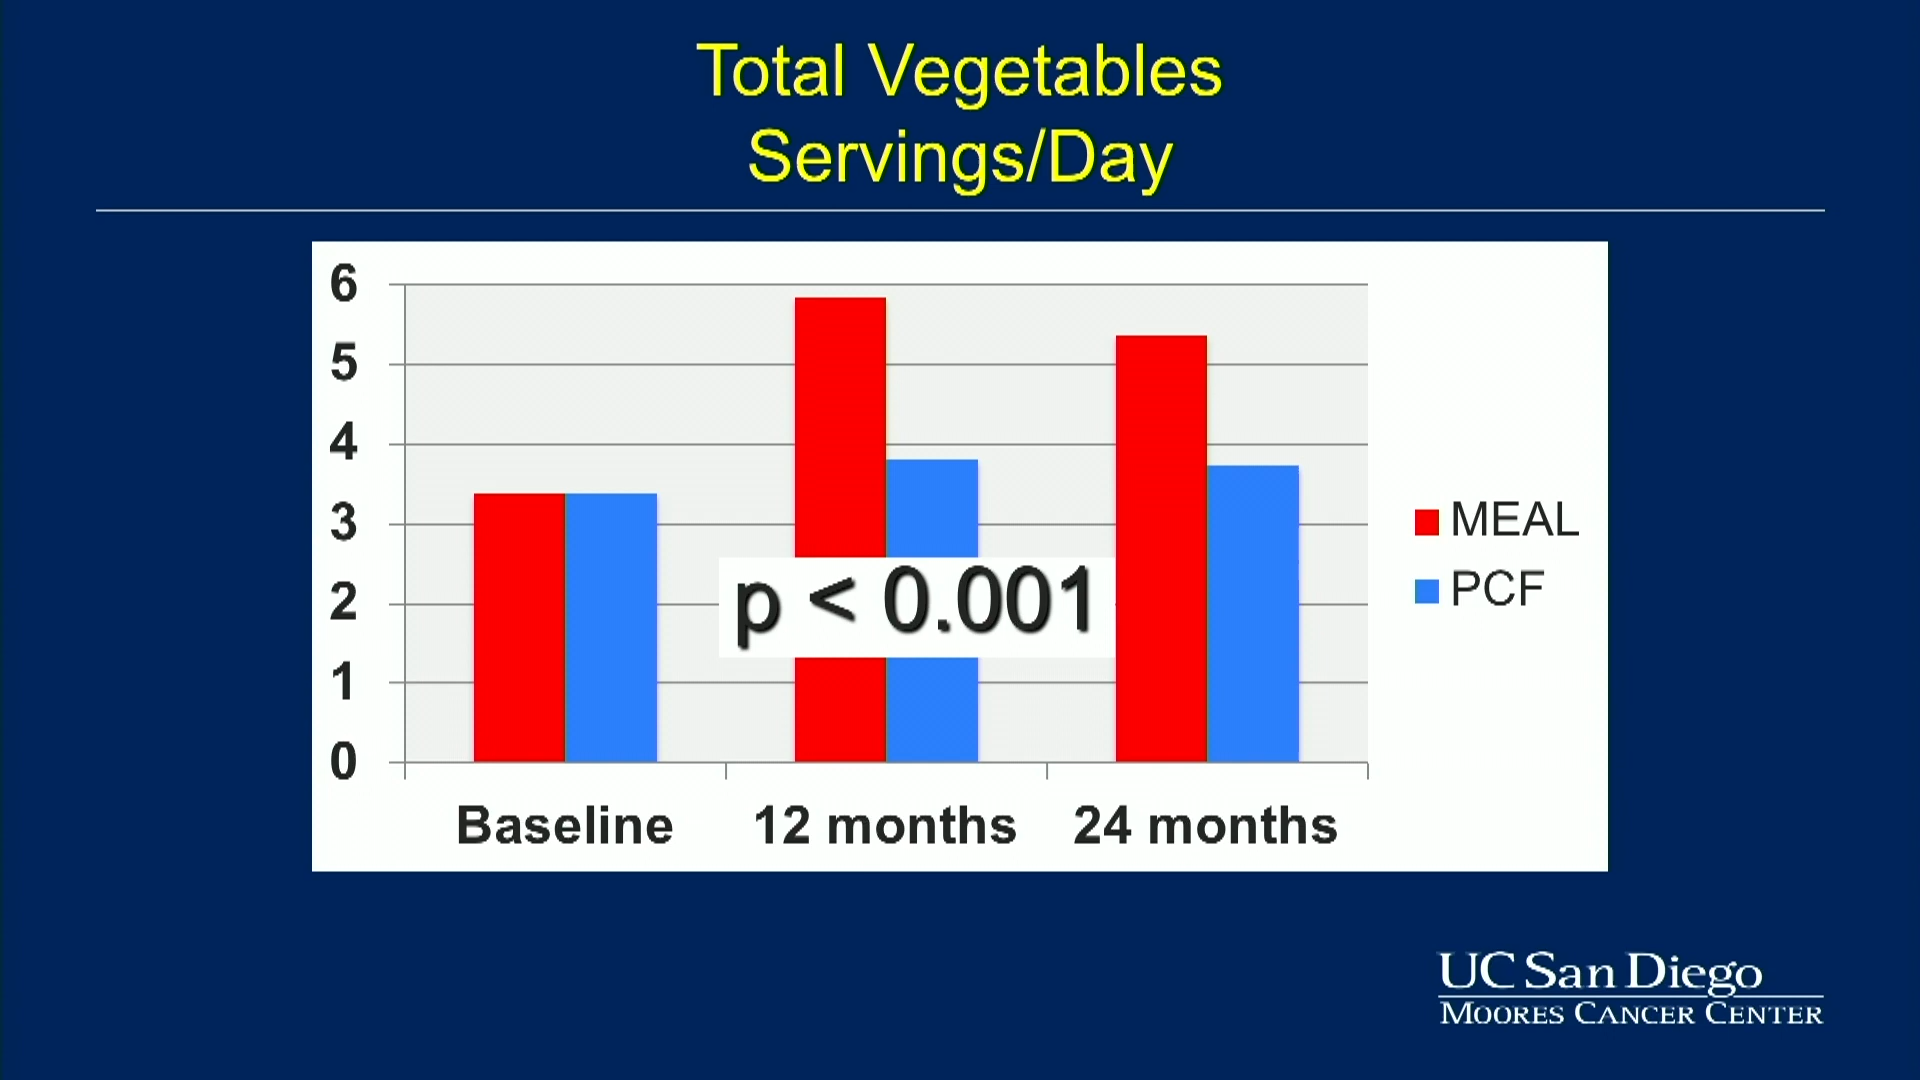 Total Vegetables
Servings/Day
6
5
4
3
2
1
0
p < 0.001
MEAL
PCF
Baseline 12 months 24 months
UC San Diego
MOORES CANCER CENTER